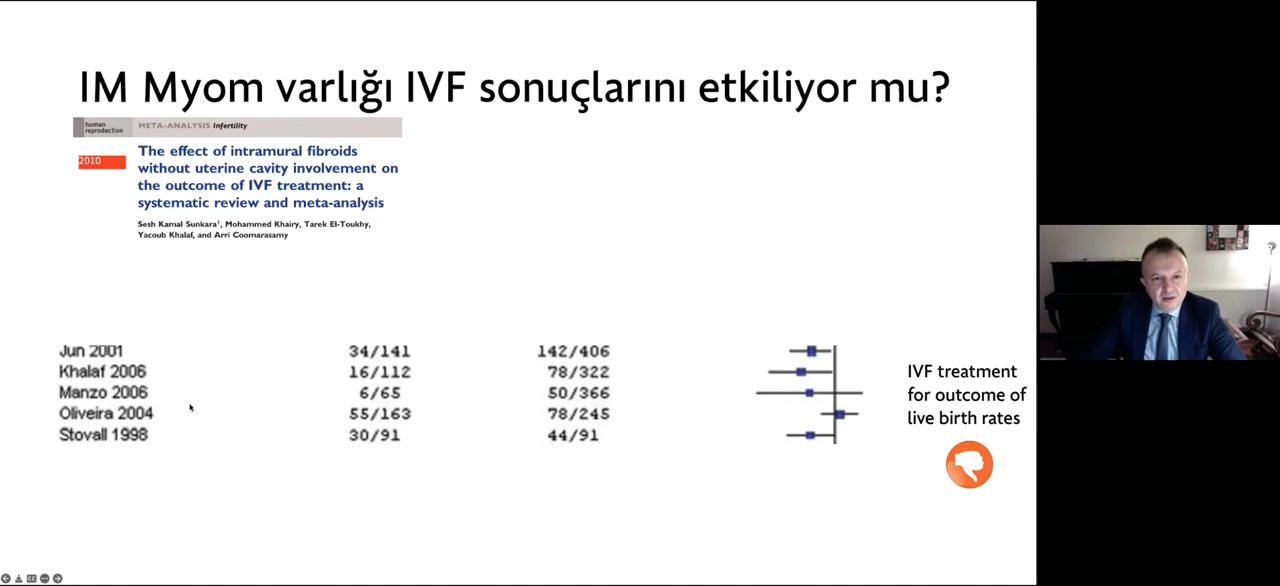 IM Myom varlığı IVF sonuçlarını etkiliyor mu?
human
reproduction
META-ANALYSIS Infertility
2010
The effect of intramural fibroids
without uterine cavity involvement on
the outcome of IVF treatment: a
systematic review and meta-analysis
Sesh Kamal Sunkara¹, Mohammed Khairy, Tarek El-Toukhy,
Yacoub Khalaf, and Arri Coomarasamy
Jun 2001 34/141 142/406
Khalaf 2006 16/112 78/322
Manzo 2006 6/65 50/366
Oliveira 2004 55/163 78/245
Stovall 1998 30/91 44/91
IVF treatment
for outcome of
live birth rates